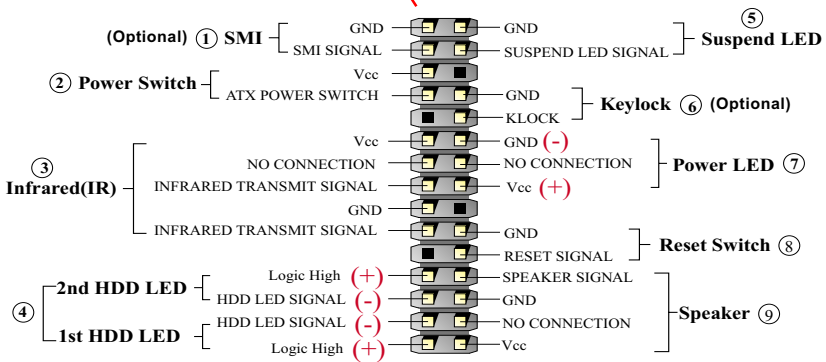 GND GND ⑤
(Optional) ① SMI Suspend LED
SMI SIGNAL SUSPEND LED SIGNAL
Vcc
② Power Switch
ATX POWER SWITCH GND
Keylock ⑥ (Optional)
KLOCK
Vcc GND (-)
③ NO CONNECTION NO CONNECTION Power LED ⑦
Infrared(IR) INFRARED TRANSMIT SIGNAL Vcc (+)
GND
INFRARED TRANSMIT SIGNAL GND
Reset Switch ⑧
RESET SIGNAL
Logic High (+) SPEAKER SIGNAL
2nd HDD LED
HDD LED SIGNAL (-) GND
④ Speaker ⑨
HDD LED SIGNAL (-) NO CONNECTION
1st HDD LED
Logic High (+) Vcc